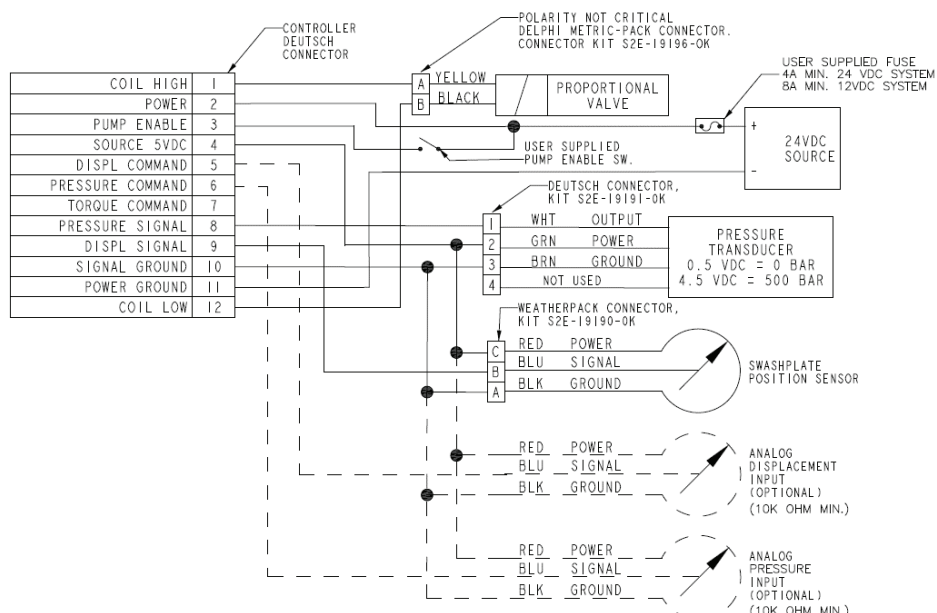 CONTROLLER
DEUTSCH
CONNECTOR
POLARITY NOT CRITICAL
DELPHI METRIC-PACK CONNECTOR.
CONNECTOR KIT S2E-19196-0K
USER SUPPLIED FUSE
4A MIN. 24 VDC SYSTEM
8A MIN. 12VDC SYSTEM
COIL HIGH 1
POWER 2
PUMP ENABLE 3
SOURCE 5VDC 4
DISPL COMMAND 5
PRESSURE COMMAND 6
TORQUE COMMAND 7
PRESSURE SIGNAL 8
DISPL SIGNAL 9
SIGNAL GROUND 10
POWER GROUND 11
COIL LOW 12
A YELLOW
B BLACK
PROPORTIONAL
VALVE
+
24VDC
SOURCE
-
USER SUPPLIED
PUMP ENABLE SW.
DEUTSCH CONNECTOR,
KIT S2E-19191-0K
1 WHT OUTPUT
2 GRN POWER
3 BRN GROUND
4 NOT USED
PRESSURE
TRANSDUCER
0.5 VDC = 0 BAR
4.5 VDC = 500 BAR
WEATHERPACK CONNECTOR,
KIT S2E-19190-0K
C RED POWER
B BLU SIGNAL
A BLK GROUND
SWASHPLATE
POSITION SENSOR
RED POWER
BLU SIGNAL
BLK GROUND
ANALOG
DISPLACEMENT
INPUT
(OPTIONAL)
(10K OHM MIN.)
RED POWER
BLU SIGNAL
BLK GROUND
ANALOG
PRESSURE
INPUT
(OPTIONAL)
(10K OHM MIN.)